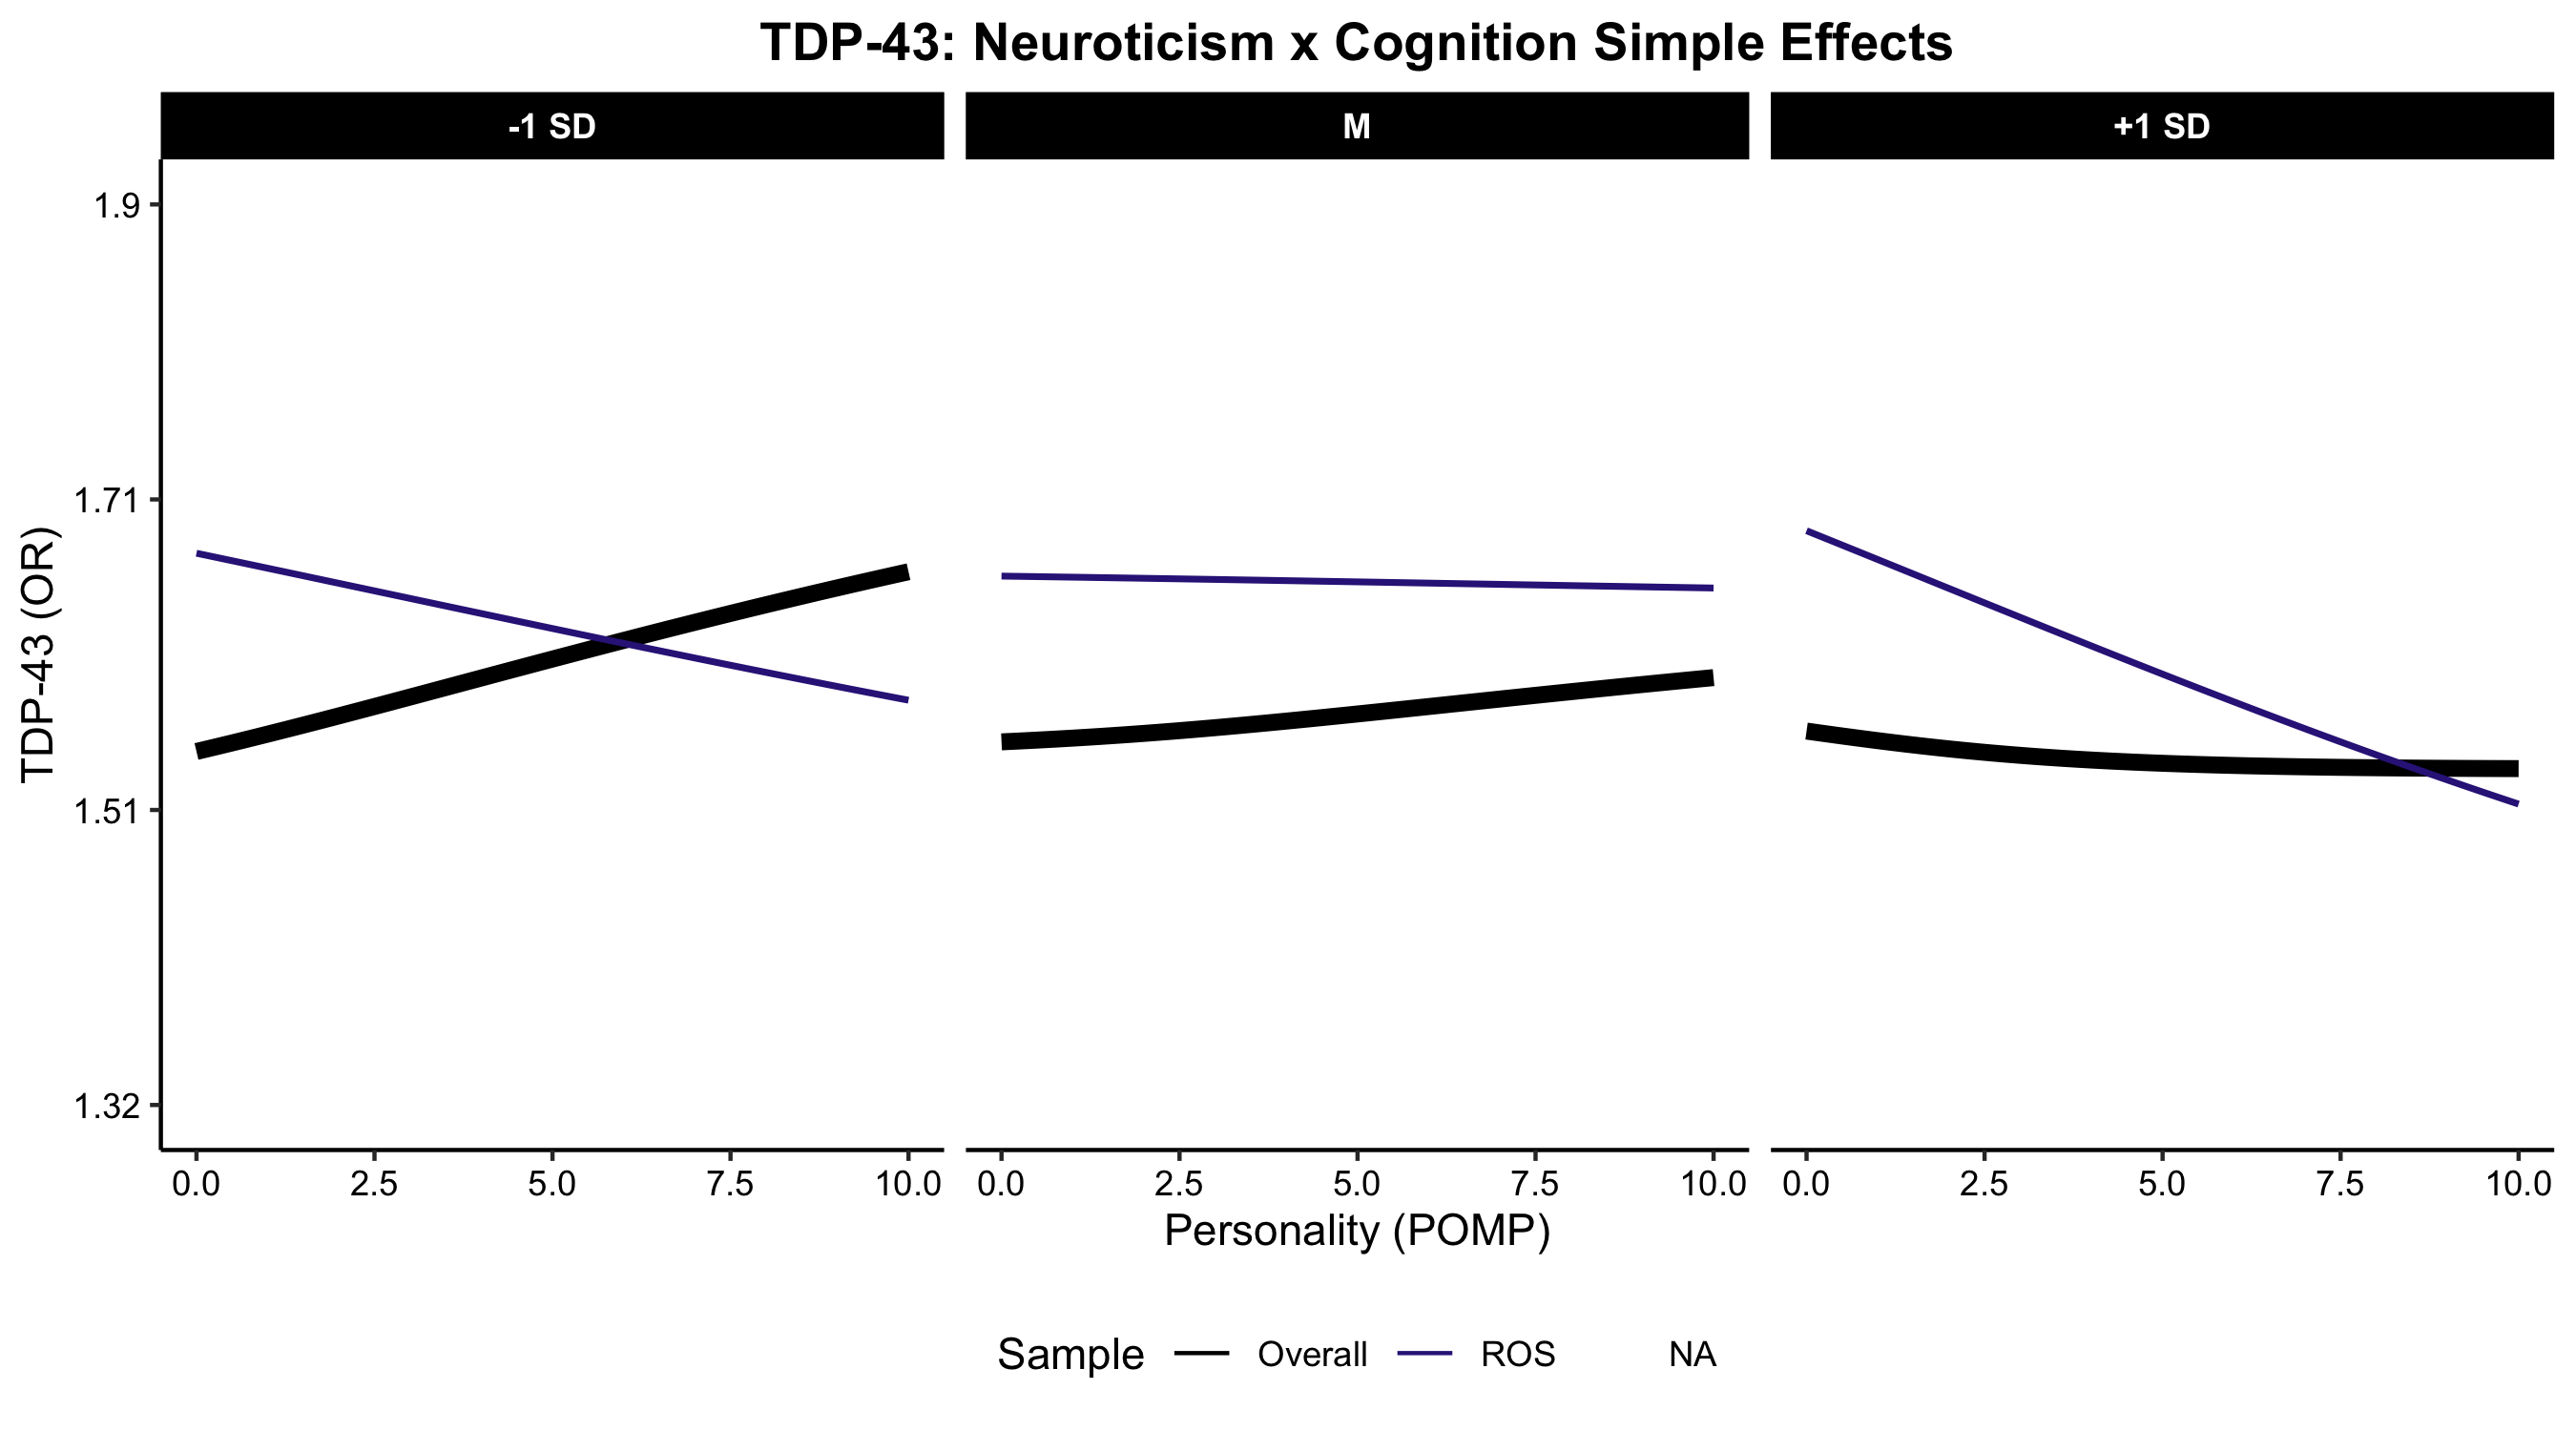 TDP-43: Neuroticism x Cognition Simple Effects
-1 SD
M
+1 SD
TDP-43 (OR)
1.9
1.71
1.51
1.32
0.0 2.5 5.0 7.5 10.0 0.0 2.5 5.0 7.5 10.0 0.0 2.5 5.0 7.5 10.0
Personality (POMP)
Sample Overall ROS NA